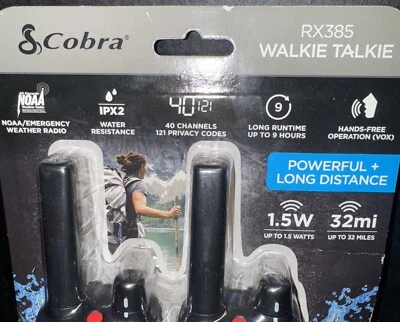 Cobra®
RX385
WALKIE TALKIE
NOAA
NOAA/EMERGENCY
WEATHER RADIO
IPX2
WATER
RESISTANCE
40 121
40 CHANNELS
121 PRIVACY CODES
9
LONG RUNTIME
UP TO 9 HOURS
HANDS-FREE
OPERATION (VOX)
POWERFUL +
LONG DISTANCE
1.5W
UP TO 1.5 WATTS
32mi
UP TO 32 MILES